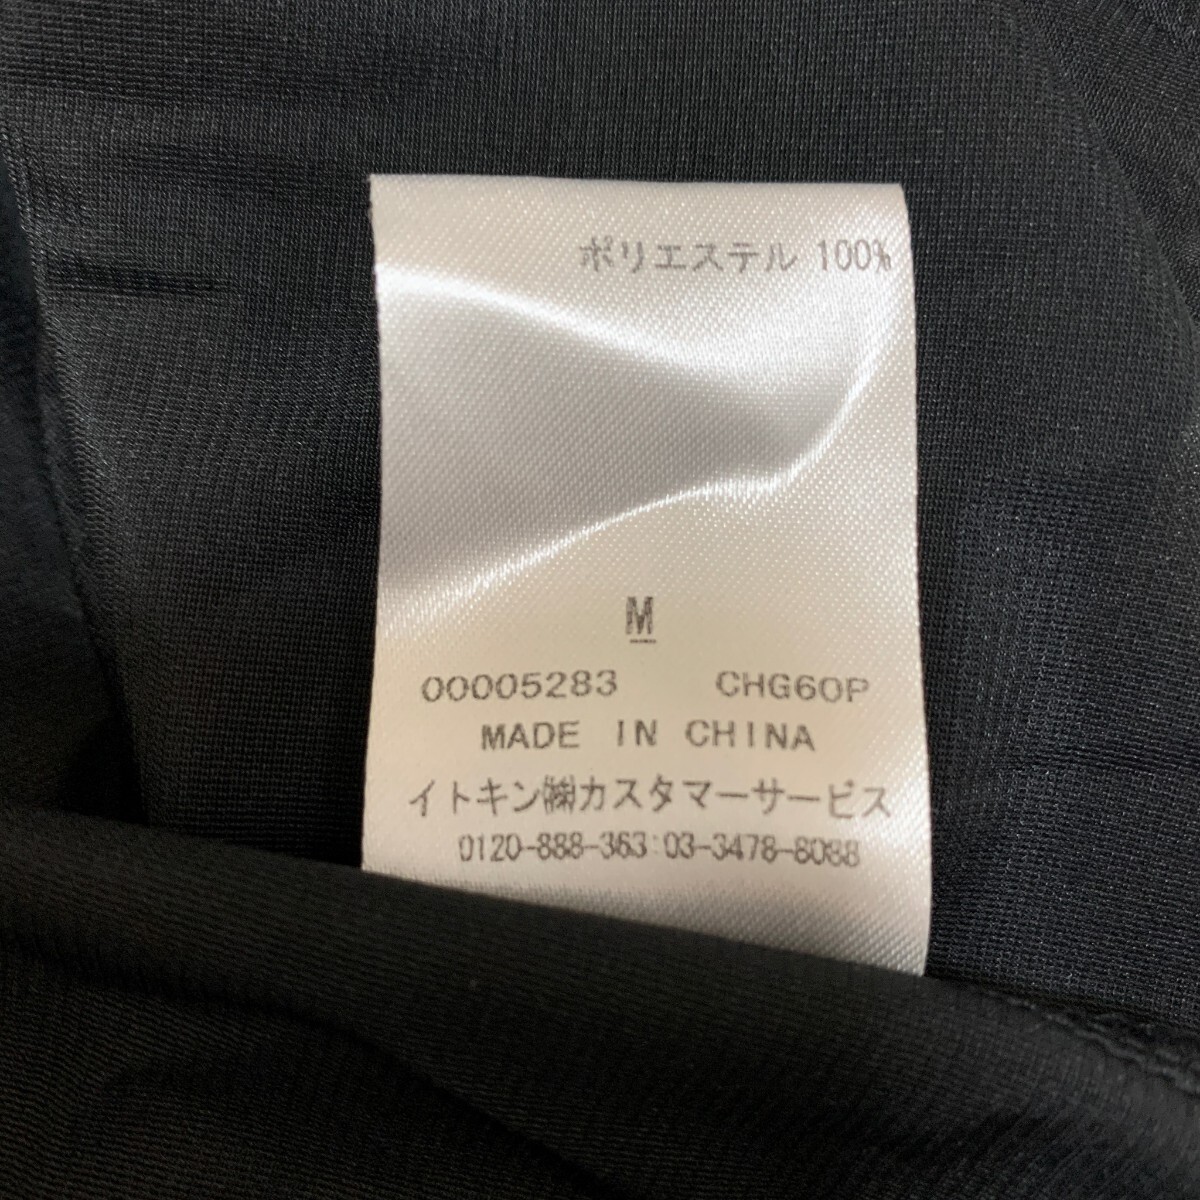 ポリエステル 100%
M
00005283 CHG60P
MADE IN CHINA
イトキン㈱カスタマーサービス
0120-888-363:03-3478-8088